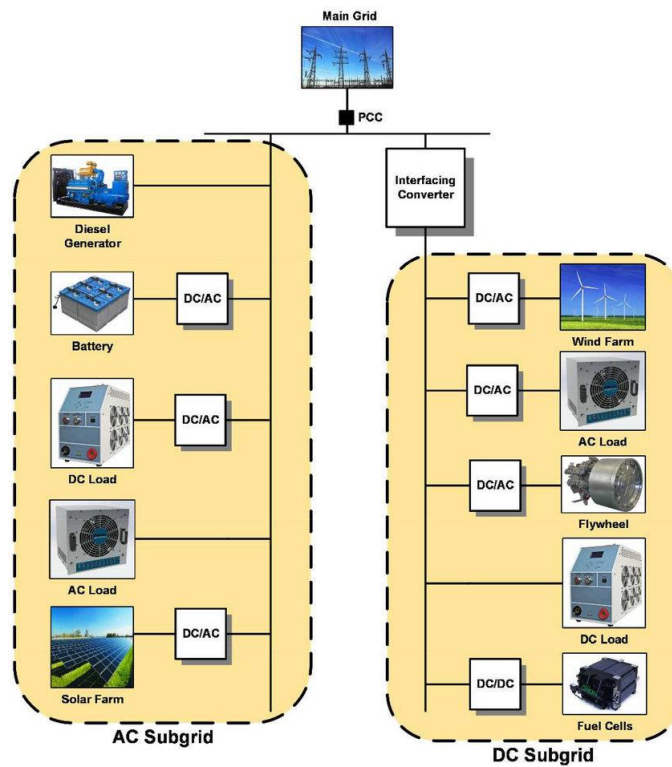 Main Grid
PCC
Interfacing
Converter
Diesel
Generator
DC/AC
Battery
DC/AC
DC Load
AC Load
DC/AC
Solar Farm
AC Subgrid
DC/AC
Wind Farm
DC/AC
AC Load
DC/AC
Flywheel
DC Load
DC/DC
Fuel Cells
DC Subgrid